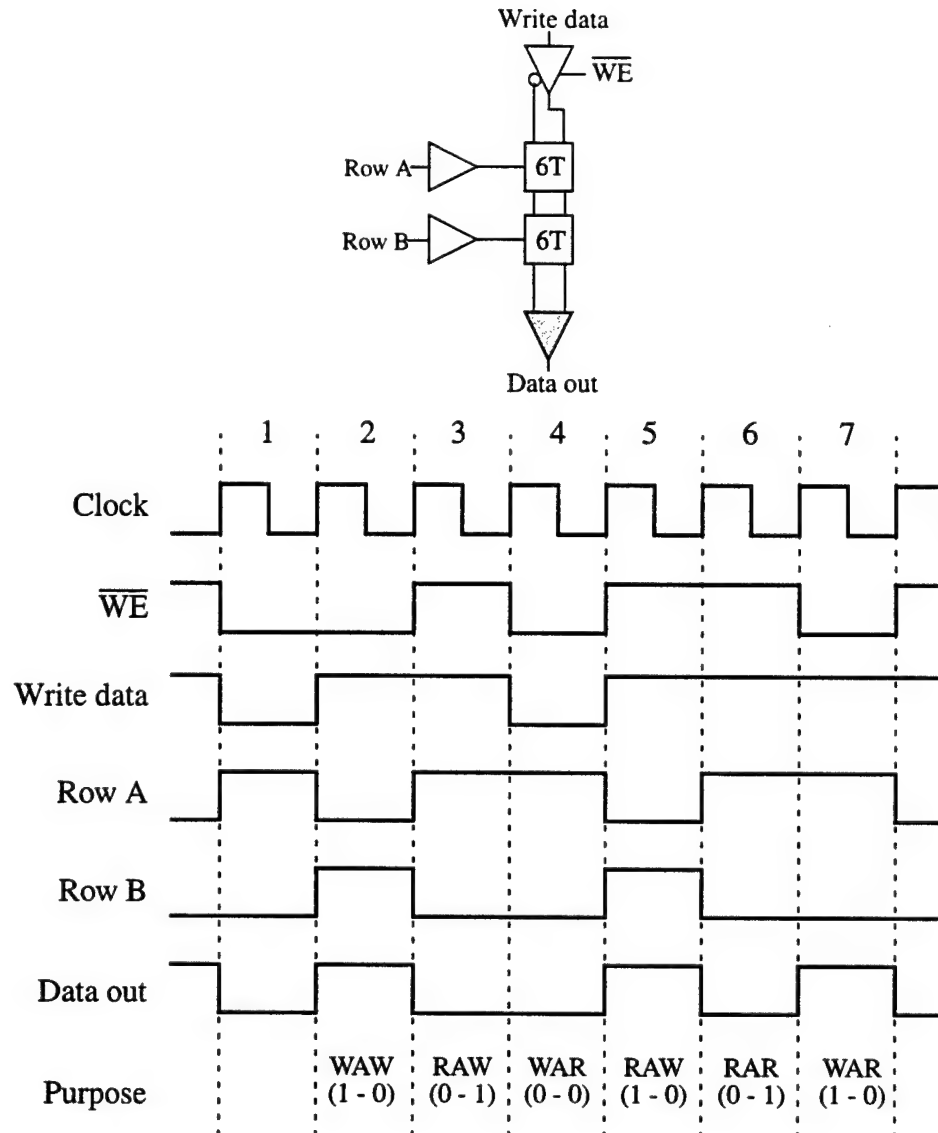 Write data
WE
Row A
6T
Row B
6T
Data out
1 2 3 4 5 6 7
Clock
WE
Write data
Row A
Row B
Data out
WAW RAW WAR RAW RAR WAR
Purpose
(1 - 0) (0 - 1) (0 - 0) (1 - 0) (0 - 1) (1 - 0)